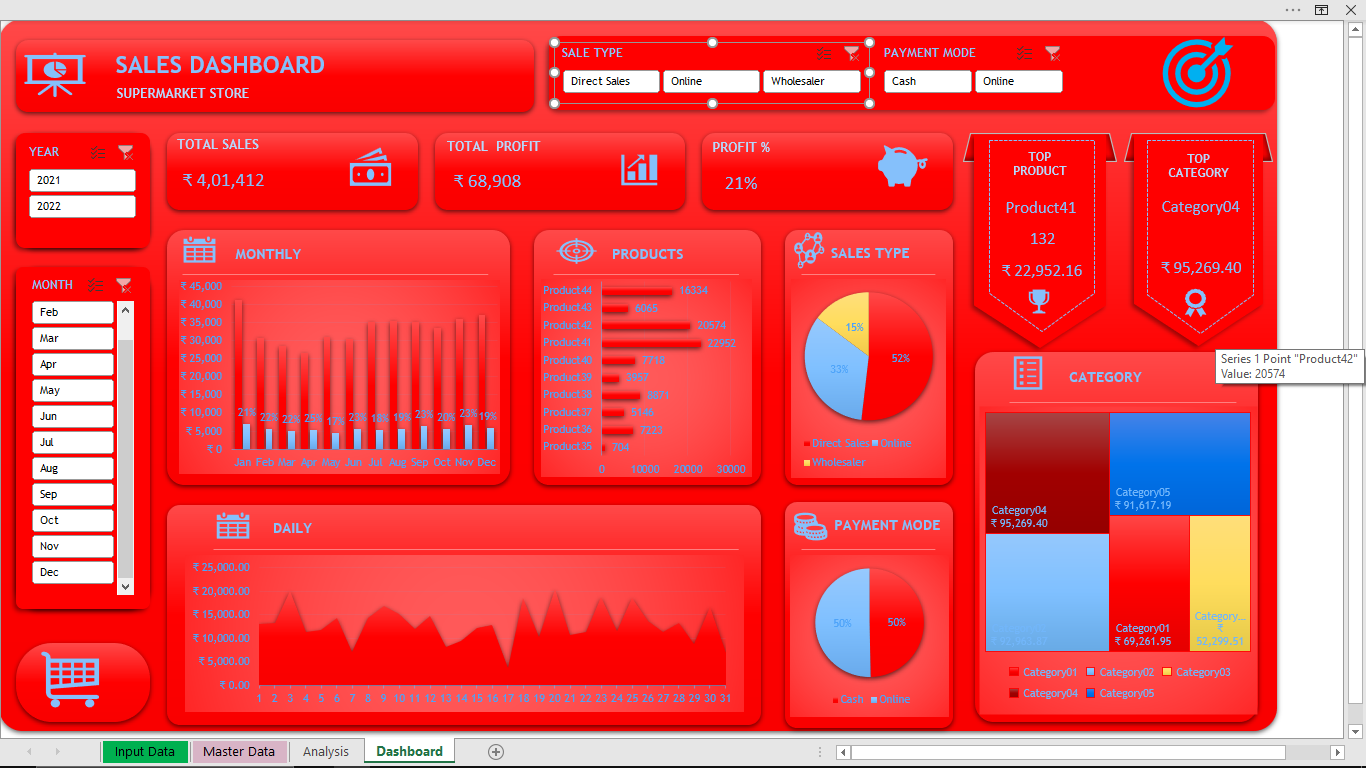 SALES DASHBOARD
SUPERMARKET STORE
SALE TYPE
Direct Sales
Online
Wholesaler
PAYMENT MODE
Cash
Online
YEAR
2021
2022
TOTAL SALES
₹ 4,01,412
TOTAL PROFIT
₹ 68,908
PROFIT %
21%
TOP
PRODUCT
Product41
132
₹ 22,952.16
TOP
CATEGORY
Category04
₹ 95,269.40
MONTH
Feb
Mar
Apr
May
Jun
Jul
Aug
Sep
Oct
Nov
Dec
MONTHLY
₹ 45,000
₹ 40,000
₹ 35,000
₹ 30,000
₹ 25,000
₹ 20,000
₹ 15,000
₹ 10,000
₹ 5,000
₹ 0
21% 22% 22% 25% 17% 23% 18% 19% 23% 20% 23% 19%
Jan Feb Mar Apr May Jun Jul Aug Sep Oct Nov Dec
PRODUCTS
Product44 16334
Product43 6065
Product42 20574
Product41 22952
Product40 7718
Product39
Product38
Product37
Product36 7223
Product35 704
0 10000 20000 30000
SALES TYPE
15%
52%
33%
Direct Sales Online
Wholesaler
Series 1 Point "Product42"
Value: 20574
CATEGORY
Category04
₹ 95,269.40
Category05
₹ 91,617.19
Category01
₹ 69,261.95
Category...
₹
52,299.51
Category01 Category02 Category03
Category04 Category05
DAILY
₹ 25,000.00
₹ 20,000.00
₹ 15,000.00
₹ 10,000.00
₹ 5,000.00
₹ 0.00
1 2 3 4 5 6 7 8 9 10 11 12 13 14 15 16 17 18 19 20 21 22 23 24 25 26 27 28 29 30 31
PAYMENT MODE
50%
50%
Cash Online
Input Data
Master Data
Analysis
Dashboard